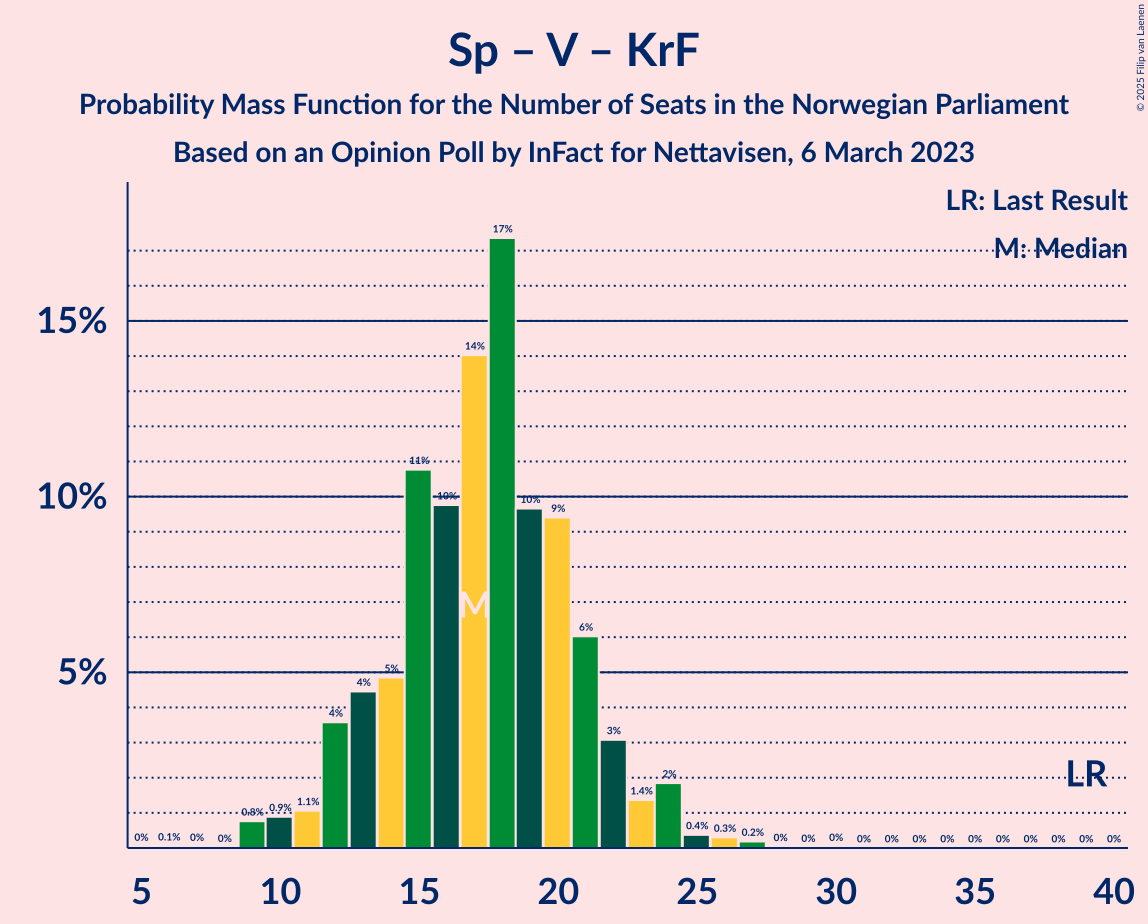 Sp – V – KrF
Probability Mass Function for the Number of Seats in the Norwegian Parliament
Based on an Opinion Poll by InFact for Nettavisen, 6 March 2023
© 2025 Filip van Laenen
LR: Last Result
M: Median
15%
10%
5%
0% 0.1% 0% 0% 0.8% 0.9% 1.1% 4% 4% 5% 11% 10% 14% 17% 10% 9% 6% 3% 1.4% 2% 0.4% 0.3% 0.2% 0% 0% 0% 0% 0% 0% 0% 0% 0% 0% 0% 0% 0%
M
LR
5 10 15 20 25 30 35 40